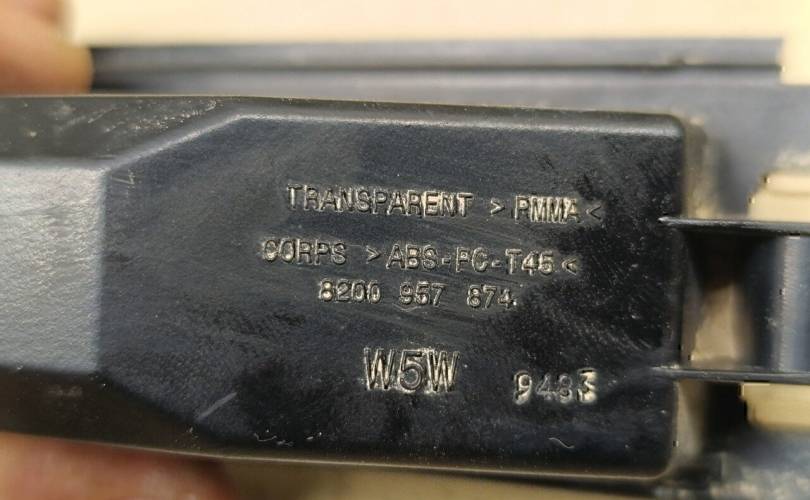 TRANSPARENT >PMMA<
CORPS >ABS-PC-T45<
8200 957 874
W5W 9483